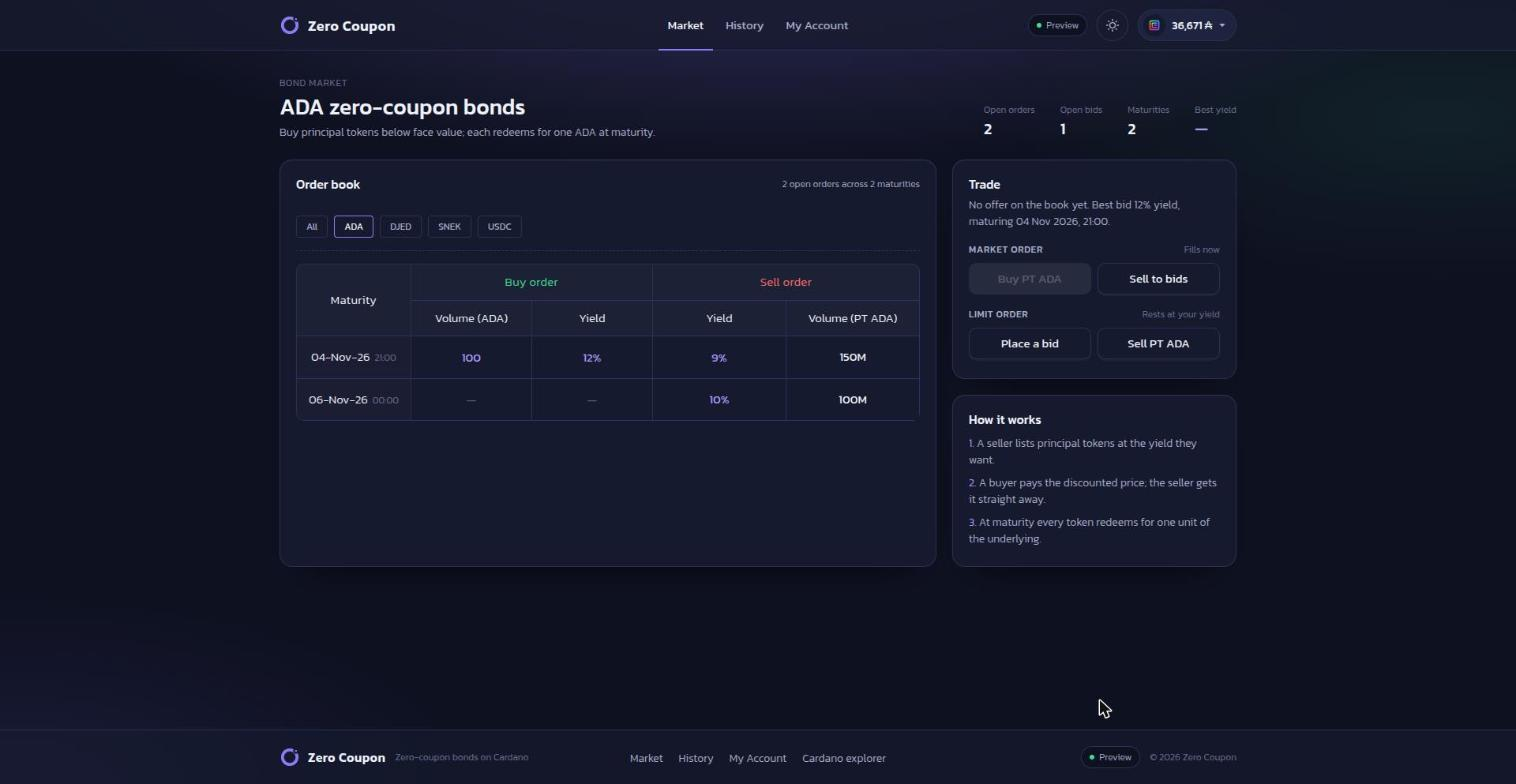 Zero Coupon
Market
History
My Account
Preview
36,671 ₳
BOND MARKET
ADA zero-coupon bonds
Buy principal tokens below face value; each redeems for one ADA at maturity.
Open orders
Open bids
Maturities
Best yield
2
1
2
—
Order book
2 open orders across 2 maturities
All
ADA
DJED
SNEK
USDC
Maturity
Buy order
Sell order
Volume (ADA)
Yield
Yield
Volume (PT ADA)
04-Nov-26 21:00
100
12%
9%
150M
06-Nov-26 00:00
—
—
10%
100M
Trade
No offer on the book yet. Best bid 12% yield,
maturing 04 Nov 2026, 21:00.
MARKET ORDER
Fills now
Buy PT ADA
Sell to bids
LIMIT ORDER
Rests at your yield
Place a bid
Sell PT ADA
How it works
1. A seller lists principal tokens at the yield they
want.
2. A buyer pays the discounted price; the seller gets
it straight away.
3. At maturity every token redeems for one unit of
the underlying.
Zero Coupon
Zero-coupon bonds on Cardano
Market
History
My Account
Cardano explorer
Preview
© 2026 Zero Coupon